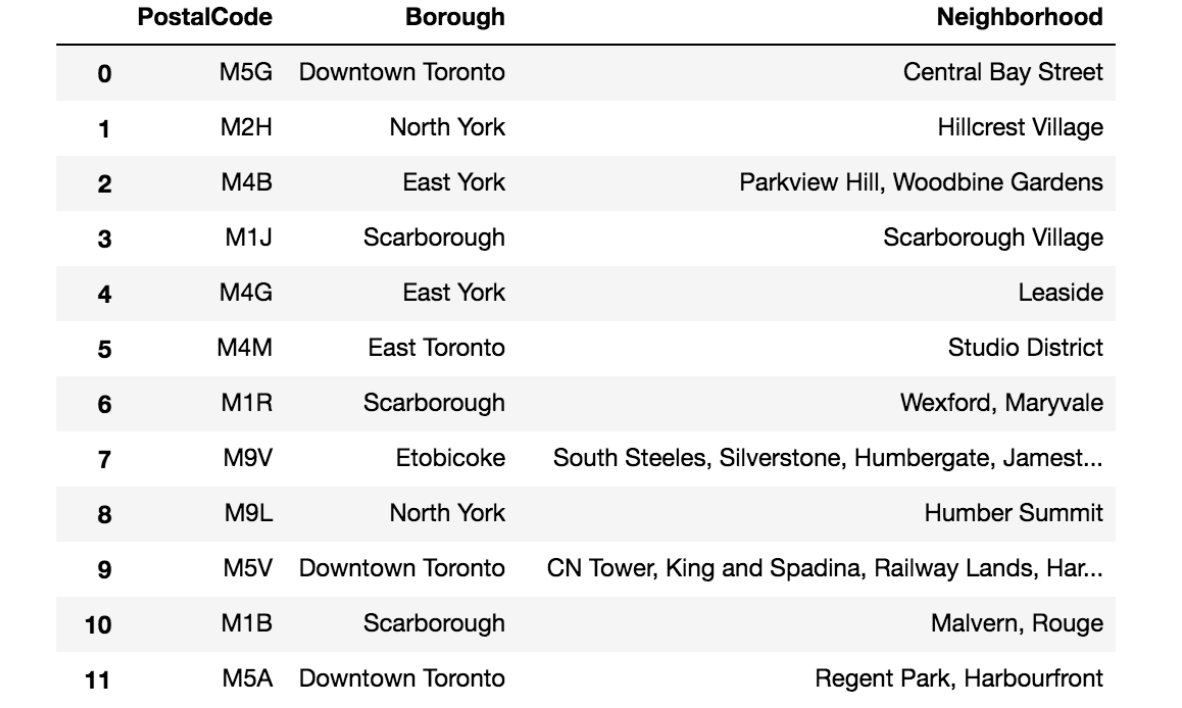 PostalCode Borough Neighborhood
0 M5G Downtown Toronto Central Bay Street
1 M2H North York Hillcrest Village
2 M4B East York Parkview Hill, Woodbine Gardens
3 M1J Scarborough Scarborough Village
4 M4G East York Leaside
5 M4M East Toronto Studio District
6 M1R Scarborough Wexford, Maryvale
7 M9V Etobicoke South Steeles, Silverstone, Humbergate, Jamest...
8 M9L North York Humber Summit
9 M5V Downtown Toronto CN Tower, King and Spadina, Railway Lands, Har...
10 M1B Scarborough Malvern, Rouge
11 M5A Downtown Toronto Regent Park, Harbourfront